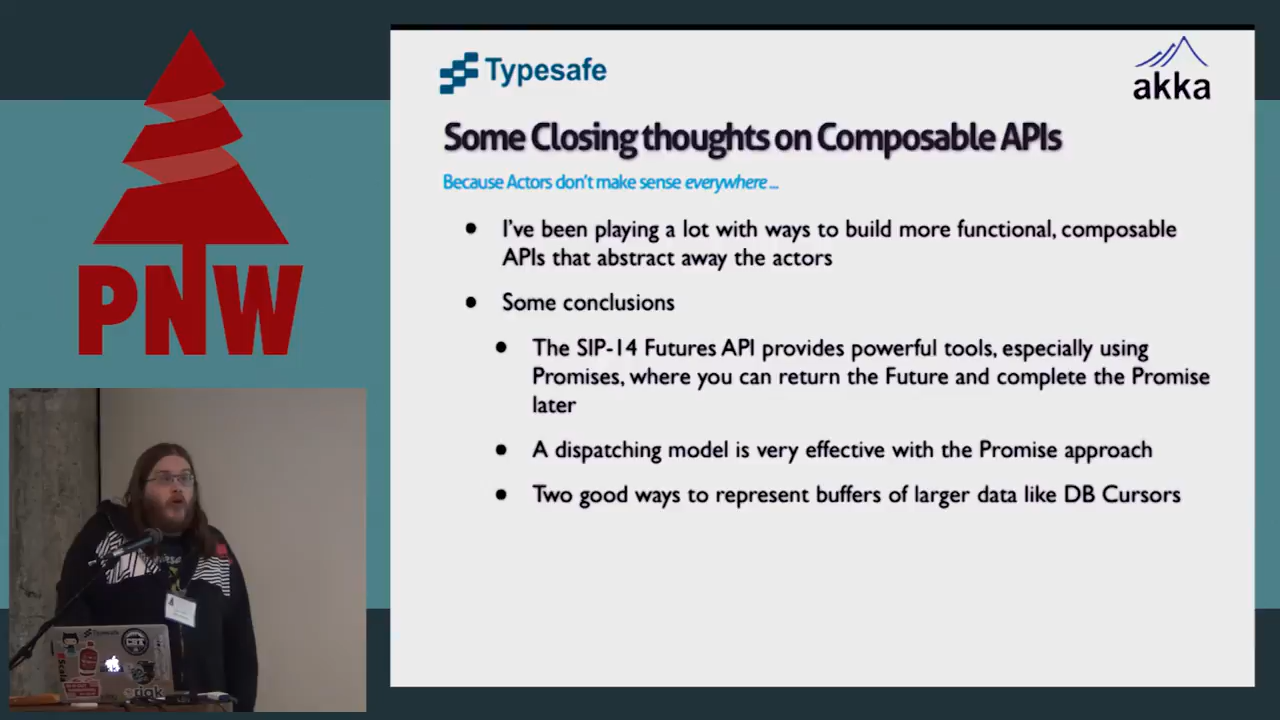 Typesafe
akka
Some Closing thoughts on Composable APIs
Because Actors don't make sense everywhere ...
• I've been playing a lot with ways to build more functional, composable
APIs that abstract away the actors
• Some conclusions
• The SIP-14 Futures API provides powerful tools, especially using
Promises, where you can return the Future and complete the Promise
later
• A dispatching model is very effective with the Promise approach
• Two good ways to represent buffers of larger data like DB Cursors
PNW
Typesafe